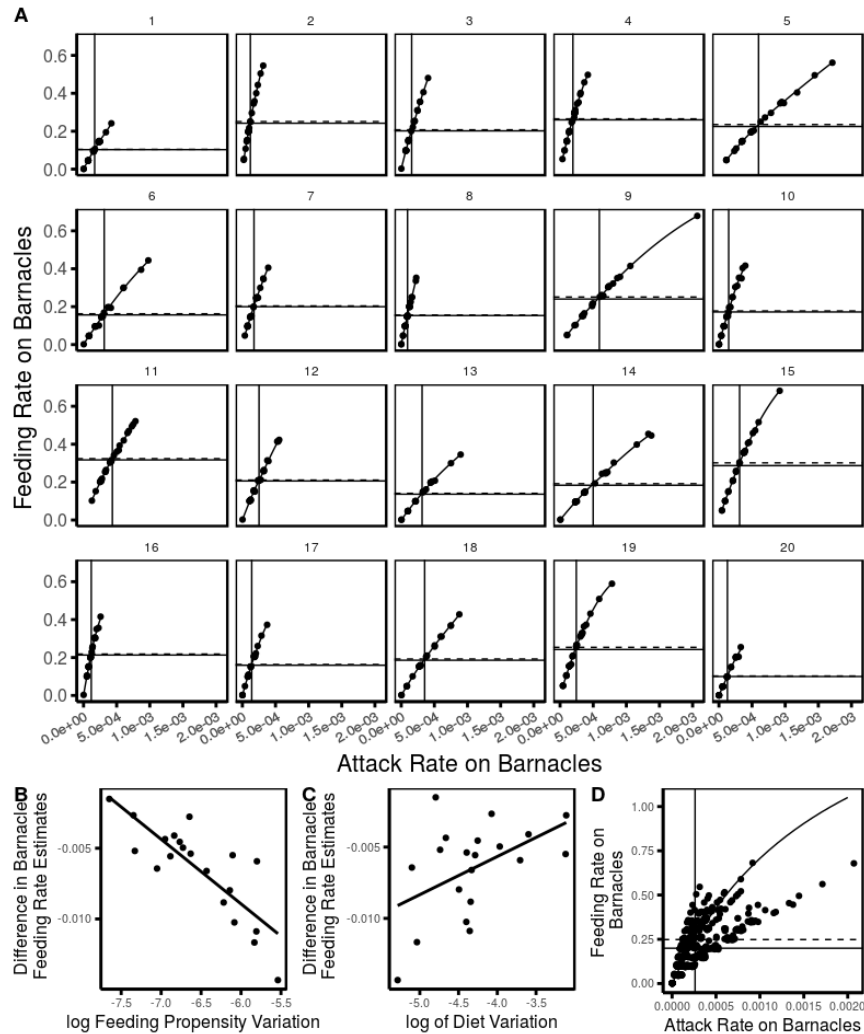 A
1 2 3 4 5
0.6
0.4
0.2
0.0
6 7 8 9 10
0.6
0.4
0.2
0.0
11 12 13 14 15
0.6
0.4
0.2
0.0
16 17 18 19 20
0.6
0.4
0.2
0.0
Feeding Rate on Barnacles
0.0e+00 5.0e-04 1.0e-03 1.5e-03 2.0e-03 0.0e+00 5.0e-04 1.0e-03 1.5e-03 2.0e-03 0.0e+00 5.0e-04 1.0e-03 1.5e-03 2.0e-03 0.0e+00 5.0e-04 1.0e-03 1.5e-03 2.0e-03 0.0e+00 5.0e-04 1.0e-03 1.5e-03 2.0e-03
Attack Rate on Barnacles
B
Difference in Barnacle
Feeding Rate Estimates
-0.005
-0.010
-7.5 -7.0 -6.5 -6.0 -5.5
log Feeding Propensity Variation
C
Difference in Barnacle
Feeding Rate Estimates
-0.005
-0.010
-5.0 -4.5 -4.0 -3.5
log of Diet Variation
D
Feeding Rate on
Barnacles
1.00
0.75
0.50
0.25
0.00
0.0000 0.0005 0.0010 0.0015 0.0020
Attack Rate on Barnacles